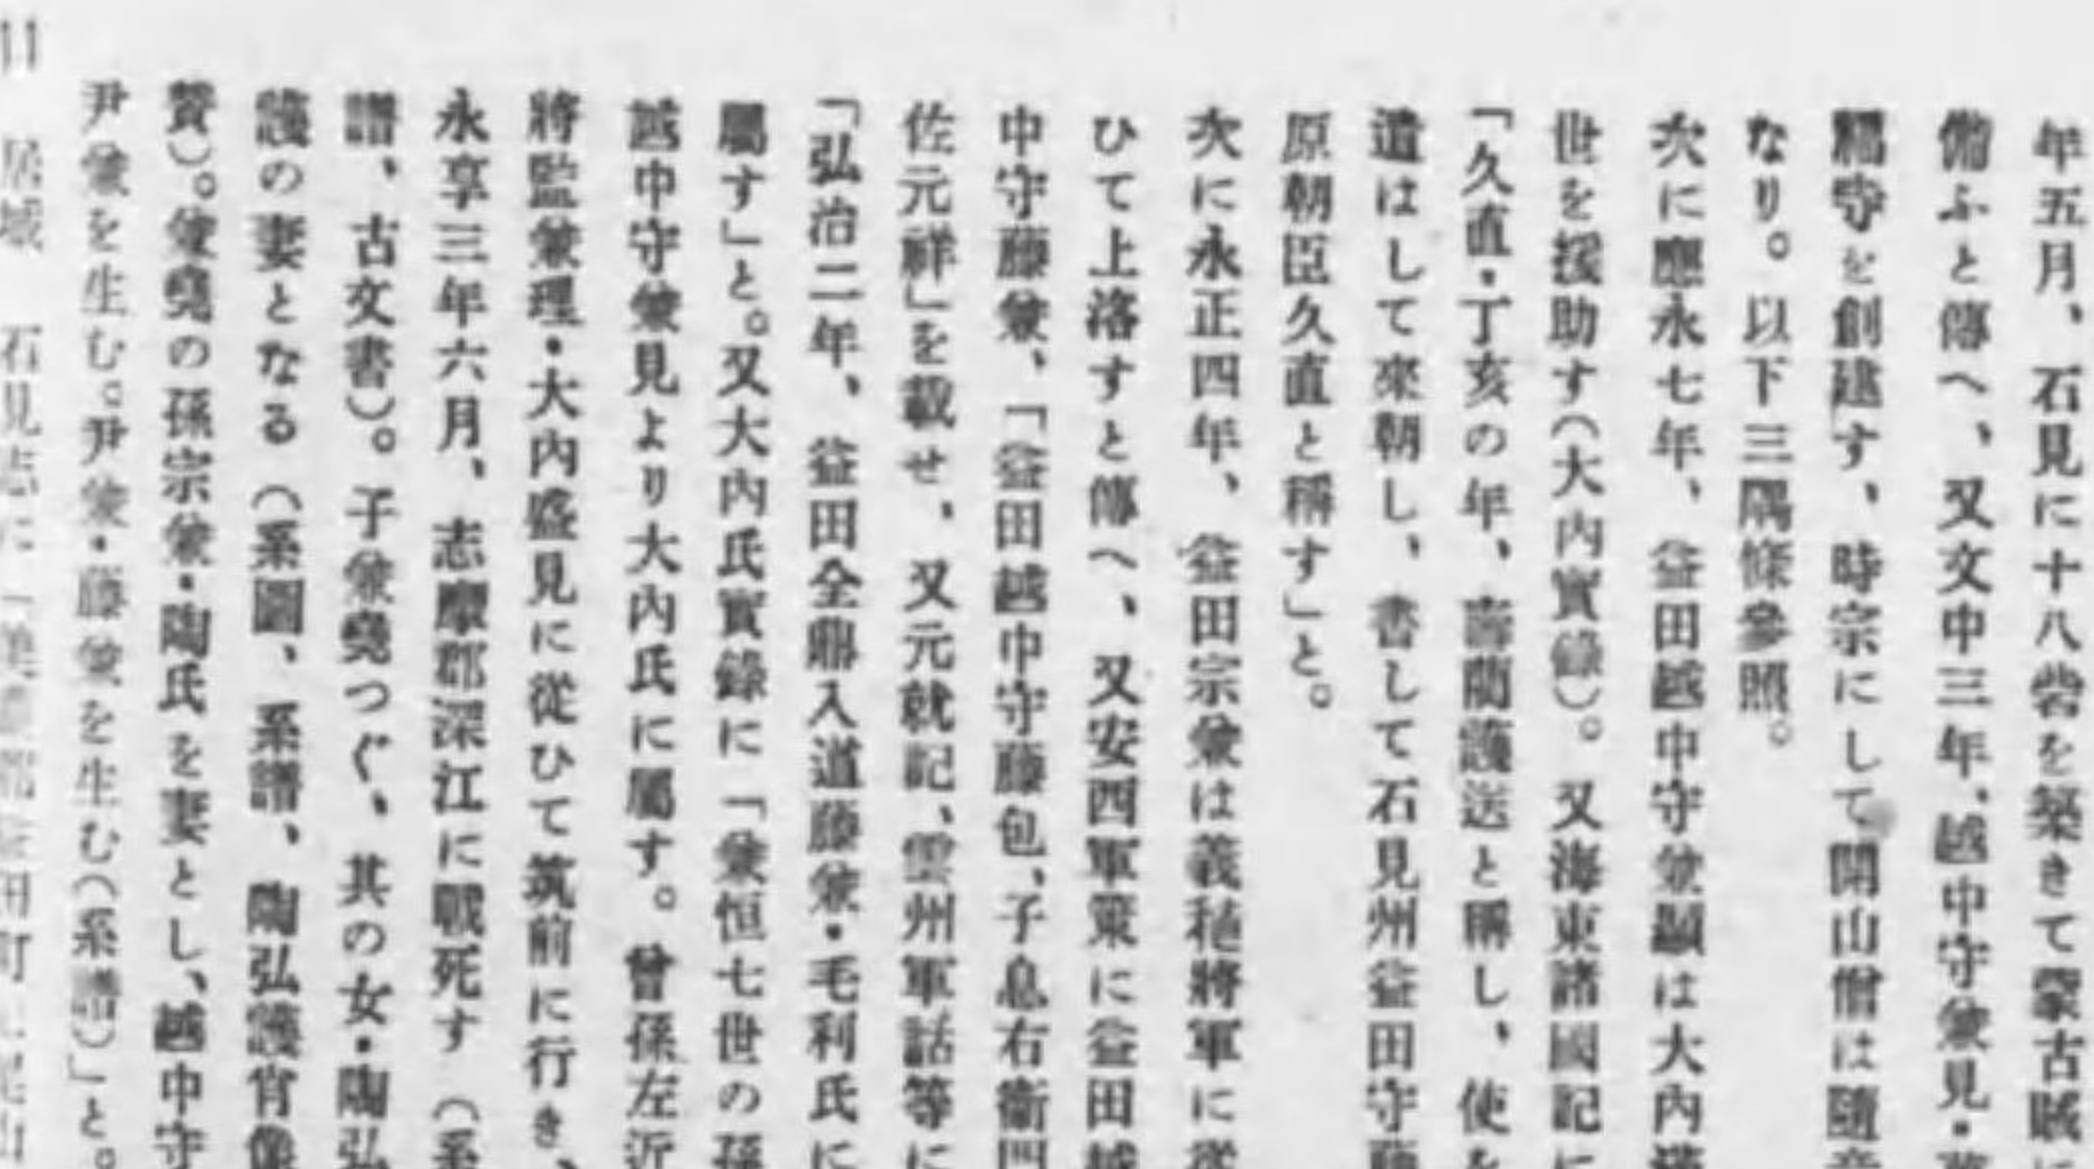 年五月、石見に十八砦を築きて蒙古賊に
備ふと傳へ、又文中三年、越中守兼見・
を創建す、時宗にして開山僧は隨
なり。以下三隅條參照。
次に應永七年、益田越中守兼顯は大内
世を援助す(大内實錄)。又海東諸國記に
「久直・丁亥の年、壽藺護送と稱し、使を
遣はして來朝し、書して石見州益田守藤
原朝臣久直と稱す」と。
次に永正四年、益田宗兼は義稙將軍に從
ひて上洛すと傳へ、又安西軍策に益田越
中守藤兼、「益田越中守藤包、子息右衞門
佐元祥」を載せ、又元就記、雲州軍話等に
「弘治二年、益田全鼎入道藤兼・毛利氏に
屬す」と。又大内氏實錄に「兼恒七世の孫
越中守兼見より大内氏に屬す。曾孫左近
將監兼理・大内盛見に從ひて筑前に行き、
永享三年六月、志摩郡深江に戰死す(系
譜、古文書)。子兼堯つぐ、其の女・陶弘
護の妻となる(系圖、系譜、陶弘護肖像
贊)。兼堯の孫宗兼・陶氏を妻とし、越中守
尹兼を生む。尹兼・藤兼を生む(系譜)」と。
居城 石見志に「